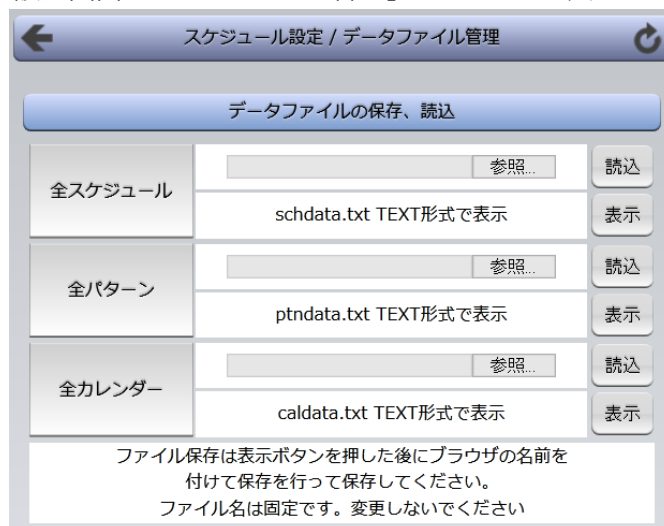 スケジュール設定 / データファイル管理
データファイルの保存、読込
全スケジュール
参照...
読込
schdata.txt TEXT形式で表示
表示
全パターン
参照...
読込
ptndata.txt TEXT形式で表示
表示
全カレンダー
参照...
読込
caldata.txt TEXT形式で表示
表示
ファイル保存は表示ボタンを押した後にブラウザの名前を
付けて保存を行って保存してください。
ファイル名は固定です。変更しないでください